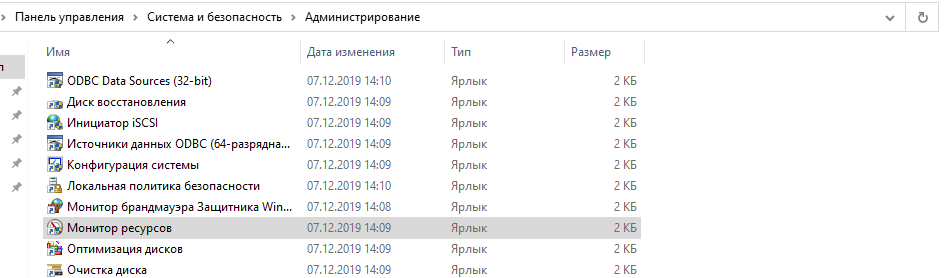 Панель управления > Система и безопасность > Администрирование
Имя Дата изменения Тип Размер
ODBC Data Sources (32-bit) 07.12.2019 14:10 Ярлык 2 КБ
Диск восстановления 07.12.2019 14:09 Ярлык 2 КБ
Инициатор iSCSI 07.12.2019 14:09 Ярлык 2 КБ
Источники данных ODBC (64-разрядна... 07.12.2019 14:09 Ярлык 2 КБ
Конфигурация системы 07.12.2019 14:09 Ярлык 2 КБ
Локальная политика безопасности 07.12.2019 14:10 Ярлык 2 КБ
Монитор брандмауэра Защитника Win... 07.12.2019 14:08 Ярлык 2 КБ
Монитор ресурсов 07.12.2019 14:09 Ярлык 2 КБ
Оптимизация дисков 07.12.2019 14:09 Ярлык 2 КБ
Очистка диска 07.12.2019 14:09 Ярлык 2 КБ